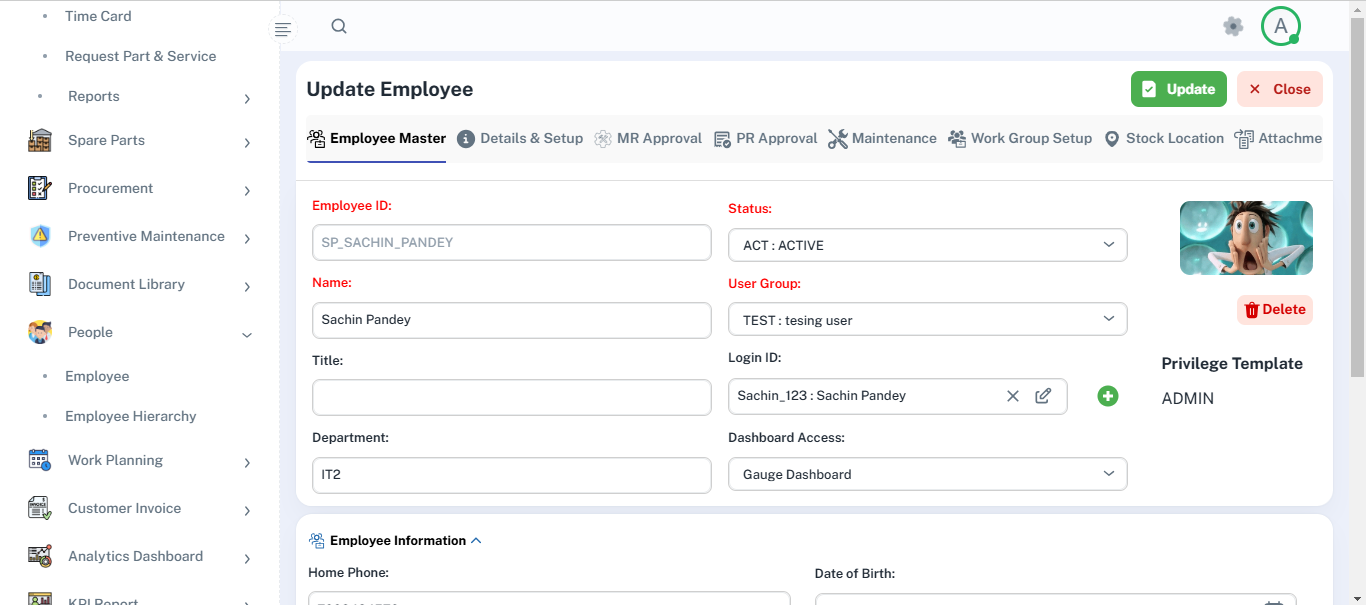 Time Card
Request Part & Service
Reports
Spare Parts
Procurement
Preventive Maintenance
Document Library
People
Employee
Employee Hierarchy
Work Planning
Customer Invoice
Analytics Dashboard
KPI Report
A
Update Employee
Update
Close
Employee Master
Details & Setup
MR Approval
PR Approval
Maintenance
Work Group Setup
Stock Location
Attachme
Employee ID:
SP_SACHIN_PANDEY
Status:
ACT : ACTIVE
Name:
Sachin Pandey
User Group:
TEST : tesing user
Delete
Title:
Login ID:
Sachin_123 : Sachin Pandey
Privilege Template
ADMIN
Department:
IT2
Dashboard Access:
Gauge Dashboard
Employee Information
Home Phone:
Date of Birth: